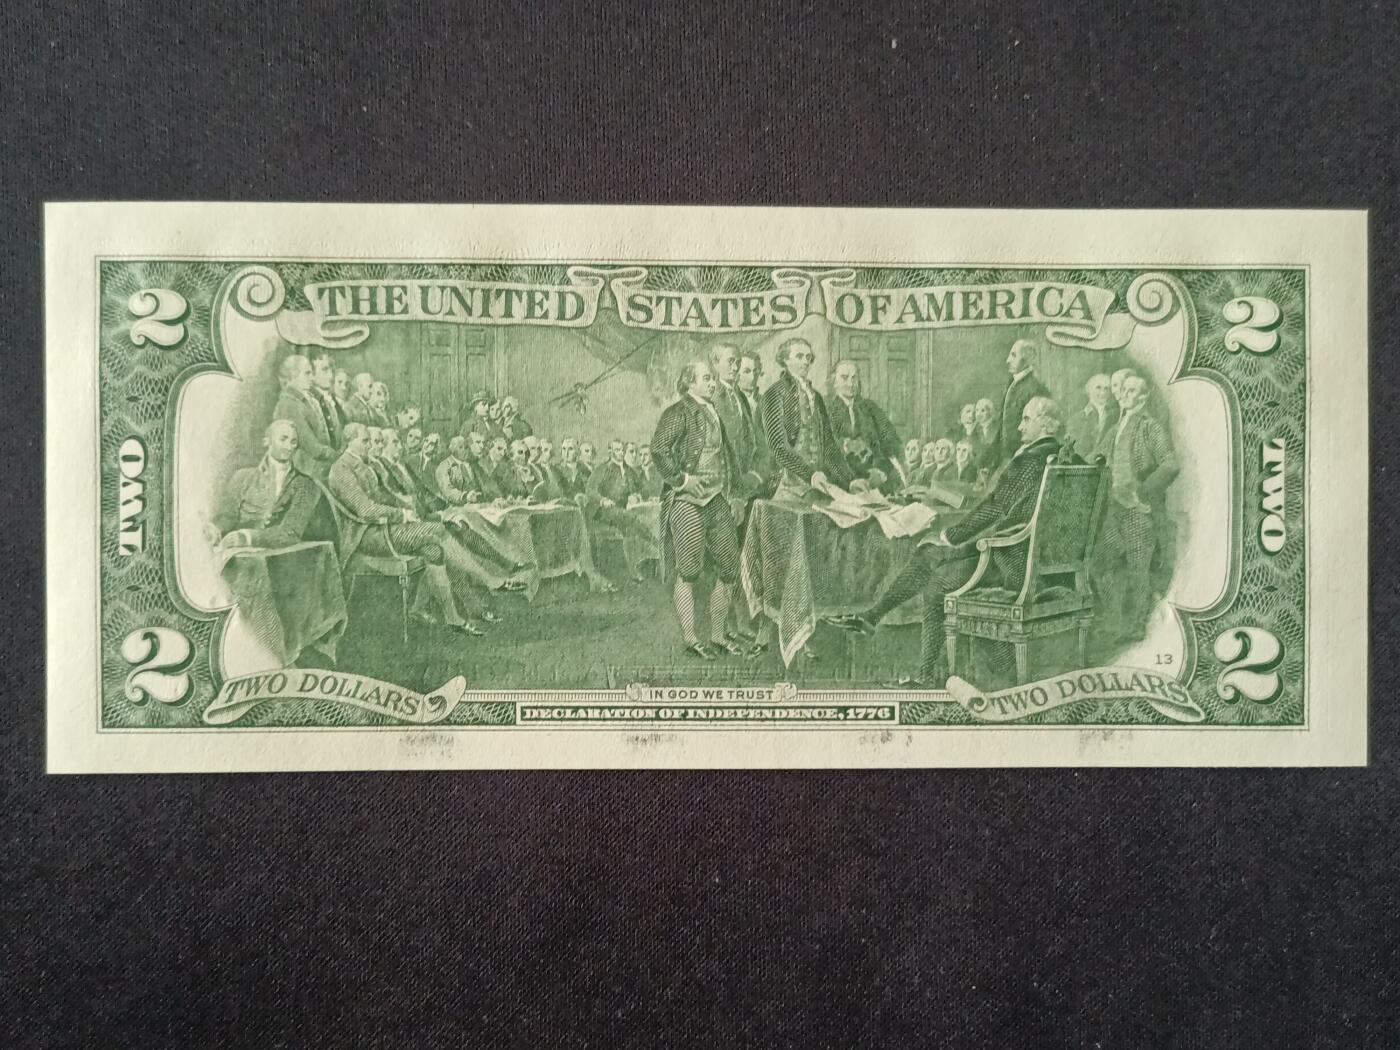 2 THE UNITED STATES OF AMERICA 2
TWO TWO
13
2 TWO DOLLARS IN GOD WE TRUST TWO DOLLARS 2
DECLARATION OF INDEPENDENCE, 1776